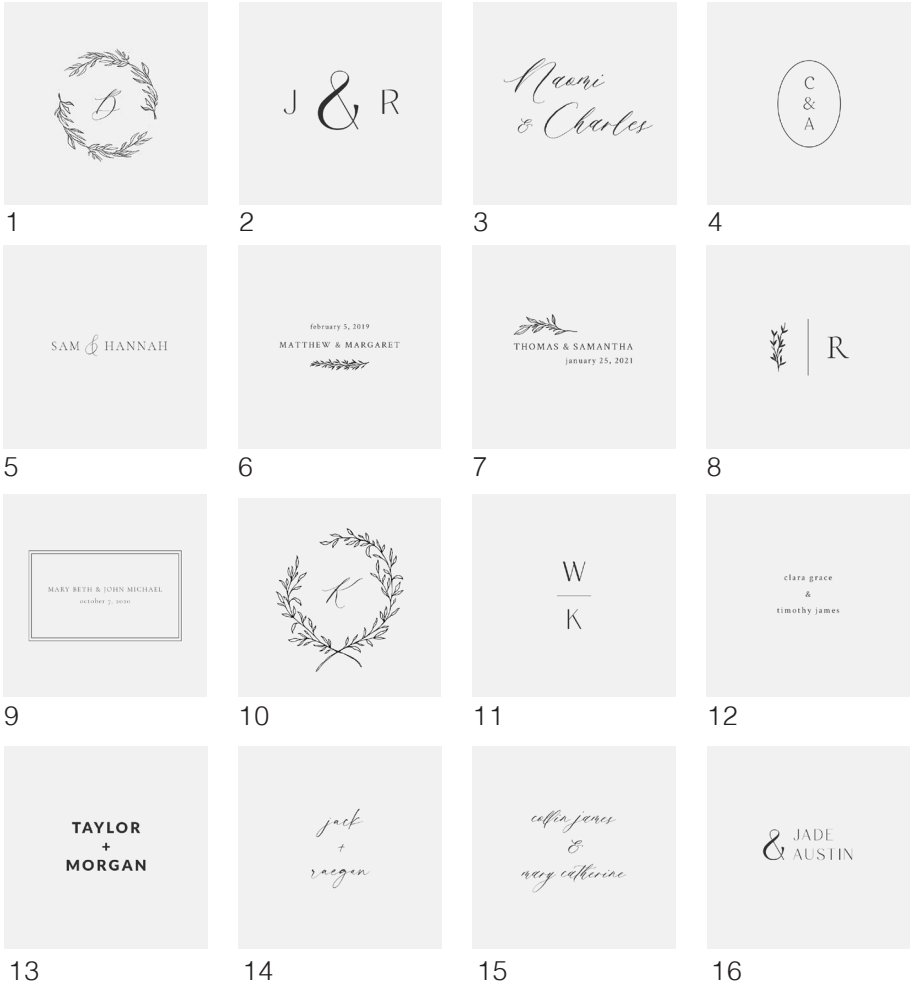 B
J & R
Naomi
& Charles
C
&
A
1
2
3
4
SAM & HANNAH
february 5, 2019
MATTHEW & MARGARET
THOMAS & SAMANTHA
january 25, 2021
R
5
6
7
8
MARY BETH & JOHN MICHAEL
october 7, 2020
K
W
K
clara grace
&
timothy james
9
10
11
12
TAYLOR
+
MORGAN
jack
+
raegan
collin james
&
mary catherine
& JADE
AUSTIN
13
14
15
16